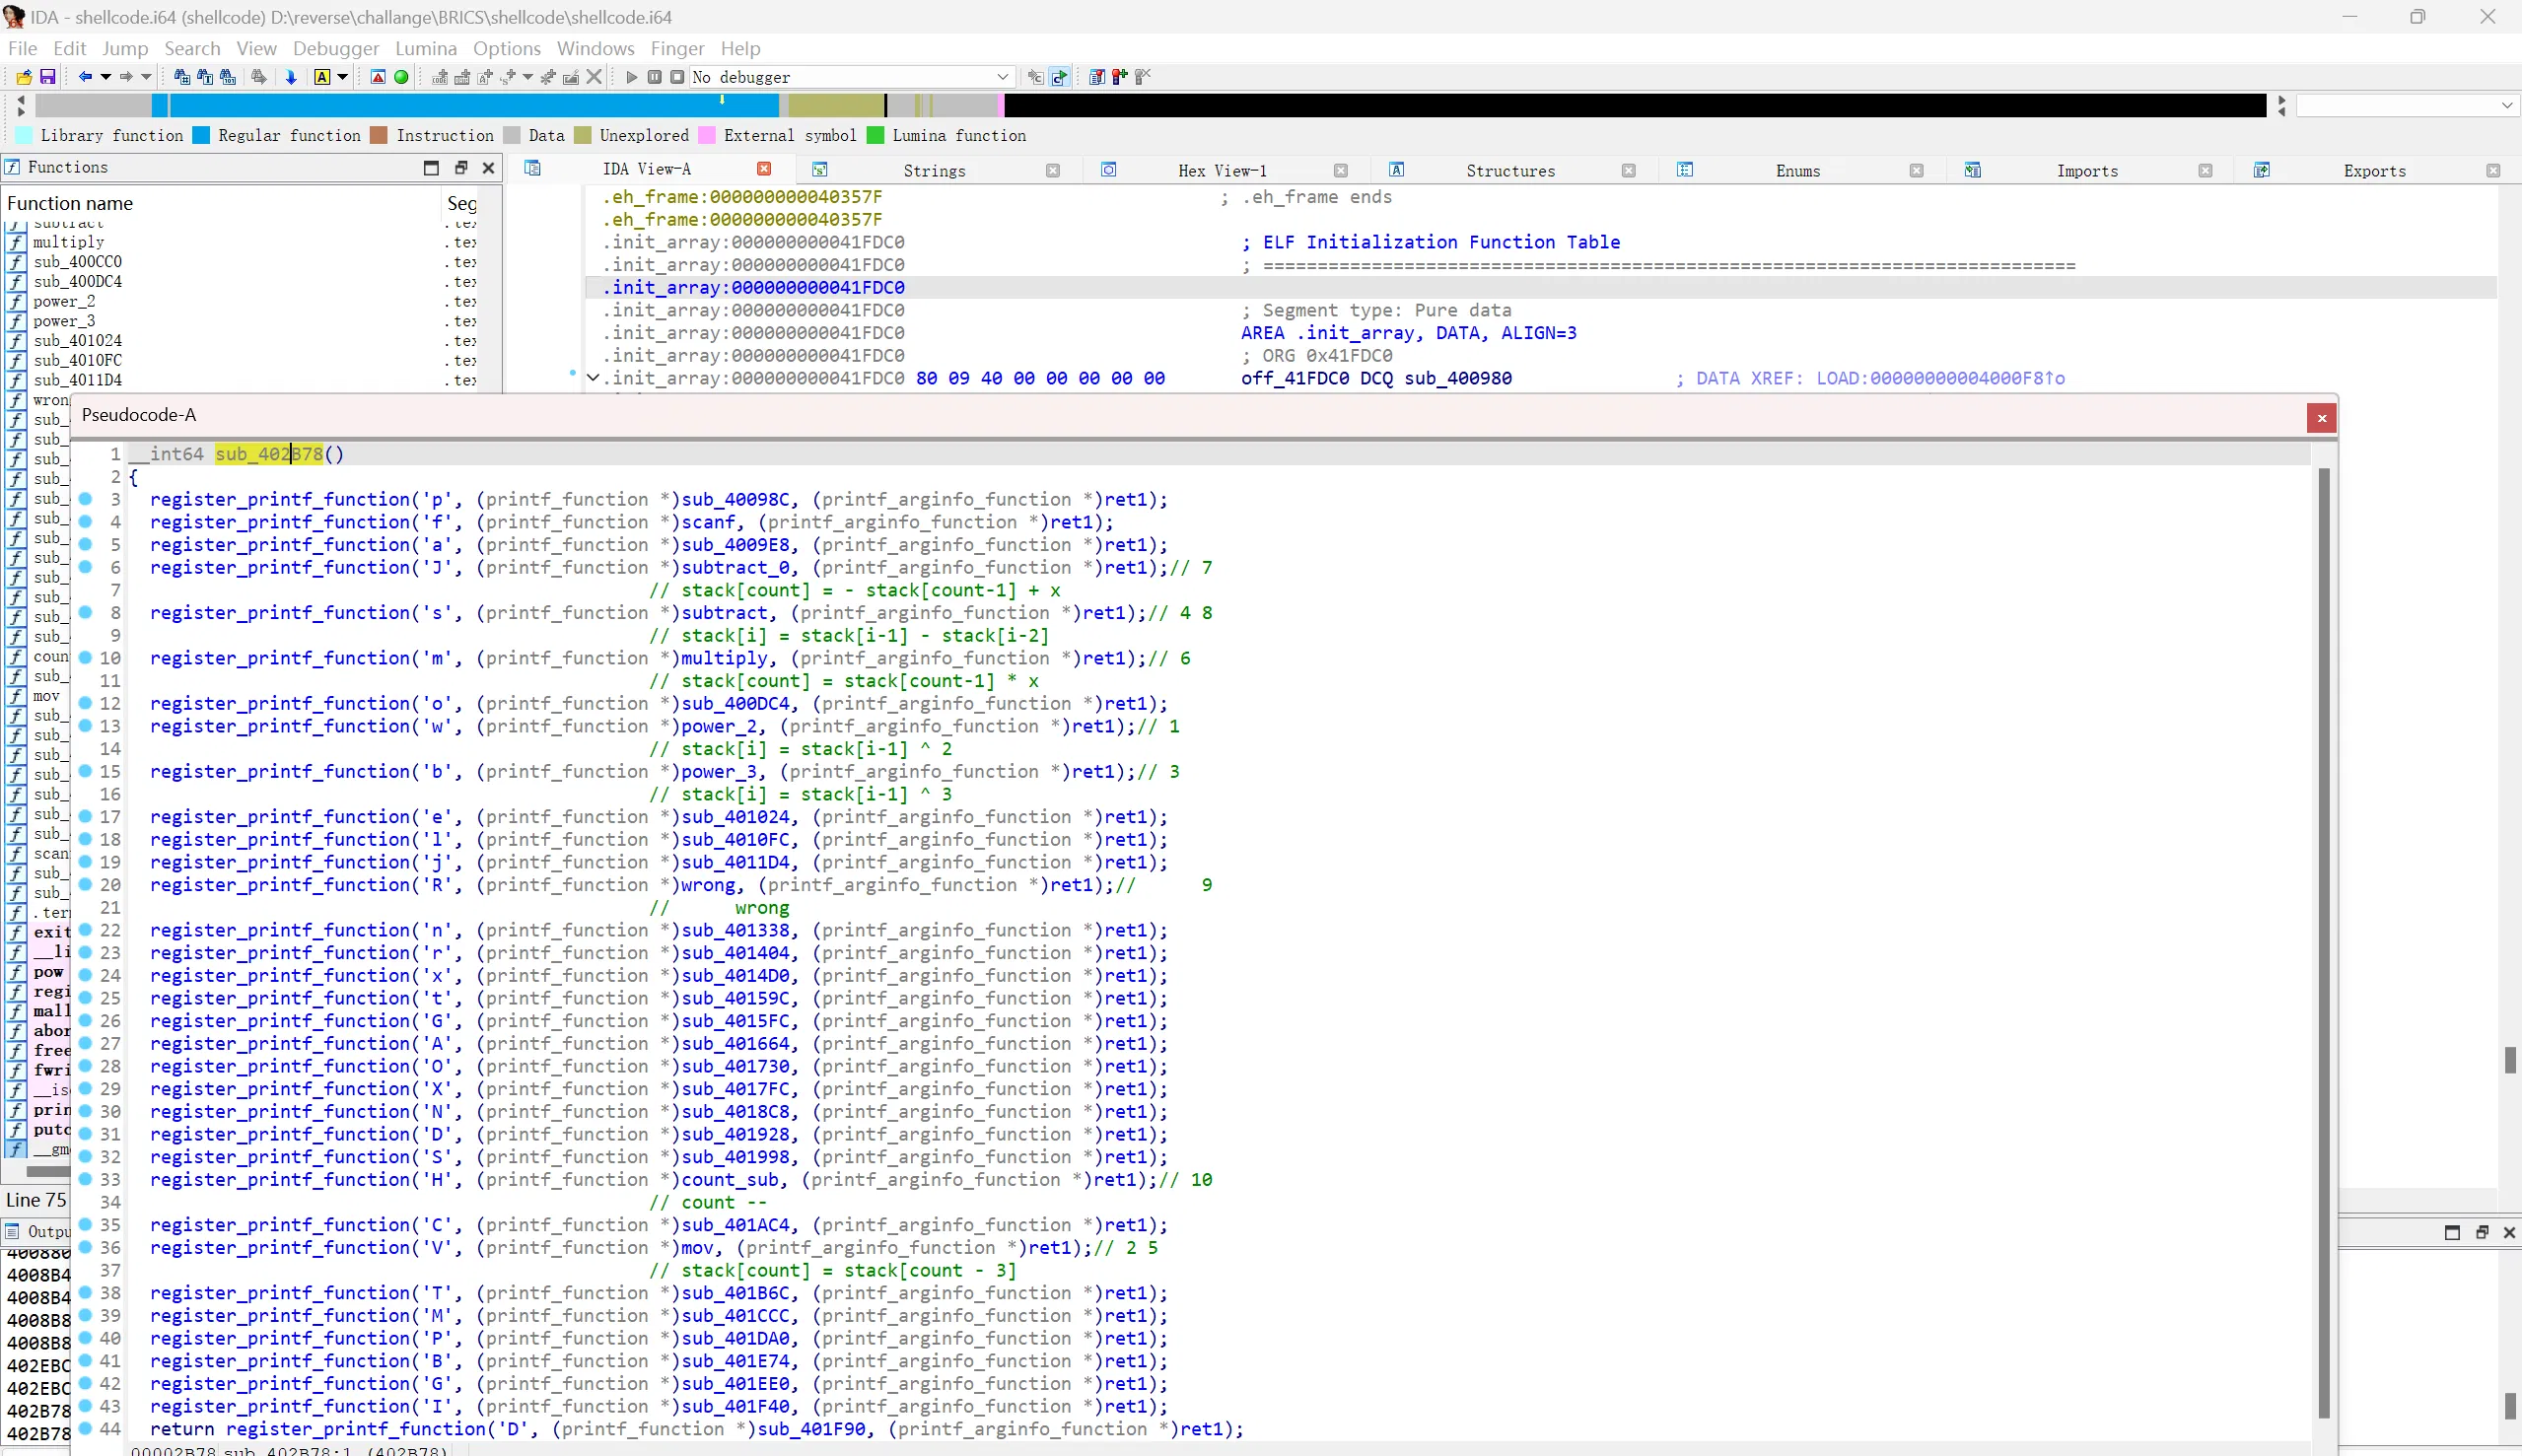 IDA - shellcode.i64 (shellcode) D:\reverse\challange\BRICS\shellcode\shellcode.i64
File Edit Jump Search View Debugger Lumina Options Windows Finger Help
No debugger
Library function Regular function Instruction Data Unexplored External symbol Lumina function
Functions
IDA View-A Strings Hex View-1 Structures Enums Imports Exports
Function name Seg
subtract
multiply .te
sub_400CC0 .te
sub_400DC4 .te
power_2 .te
power_3 .te
sub_401024 .te
sub_4010FC .te
sub_4011D4 .te
.eh_frame:000000000040357F ; .eh_frame ends
.eh_frame:000000000040357F
.init_array:000000000041FDC0 ; ELF Initialization Function Table
.init_array:000000000041FDC0 ; ===========================================================================
.init_array:000000000041FDC0
.init_array:000000000041FDC0 ; Segment type: Pure data
.init_array:000000000041FDC0 AREA .init_array, DATA, ALIGN=3
.init_array:000000000041FDC0 ; ORG 0x41FDC0
.init_array:000000000041FDC0 80 09 40 00 00 00 00 00 off_41FDC0 DCQ sub_400980 ; DATA XREF: LOAD:00000000004000F8↑o
wron
sub_
sub_
sub_
sub_
sub_
sub_
sub_
sub_
sub_
sub_
sub_
sub_
coun
sub_
mov
sub_
sub_
sub_
sub_
sub_
sub_
sub_
scan
sub_
sub_
.ter
exit
__li
pow
regi
mall
abor
free
fwri
__is
prin
putc
__gm
Line 75
Outpu
400880
4008B4
4008B4
4008B8
4008B8
402EBC
402EBC
402B78
402B78
Pseudocode-A
1 __int64 sub_402B78()
2 {
3 register_printf_function('p', (printf_function *)sub_40098C, (printf_arginfo_function *)ret1);
4 register_printf_function('f', (printf_function *)scanf, (printf_arginfo_function *)ret1);
5 register_printf_function('a', (printf_function *)sub_4009E8, (printf_arginfo_function *)ret1);
6 register_printf_function('J', (printf_function *)subtract_0, (printf_arginfo_function *)ret1);// 7
7 // stack[count] = - stack[count-1] + x
8 register_printf_function('s', (printf_function *)subtract, (printf_arginfo_function *)ret1);// 4 8
9 // stack[i] = stack[i-1] - stack[i-2]
10 register_printf_function('m', (printf_function *)multiply, (printf_arginfo_function *)ret1);// 6
11 // stack[count] = stack[count-1] * x
12 register_printf_function('o', (printf_function *)sub_400DC4, (printf_arginfo_function *)ret1);
13 register_printf_function('w', (printf_function *)power_2, (printf_arginfo_function *)ret1);// 1
14 // stack[i] = stack[i-1] ^ 2
15 register_printf_function('b', (printf_function *)power_3, (printf_arginfo_function *)ret1);// 3
16 // stack[i] = stack[i-1] ^ 3
17 register_printf_function('e', (printf_function *)sub_401024, (printf_arginfo_function *)ret1);
18 register_printf_function('l', (printf_function *)sub_4010FC, (printf_arginfo_function *)ret1);
19 register_printf_function('j', (printf_function *)sub_4011D4, (printf_arginfo_function *)ret1);
20 register_printf_function('R', (printf_function *)wrong, (printf_arginfo_function *)ret1);// 9
21 // wrong
22 register_printf_function('n', (printf_function *)sub_401338, (printf_arginfo_function *)ret1);
23 register_printf_function('r', (printf_function *)sub_401404, (printf_arginfo_function *)ret1);
24 register_printf_function('x', (printf_function *)sub_4014D0, (printf_arginfo_function *)ret1);
25 register_printf_function('t', (printf_function *)sub_40159C, (printf_arginfo_function *)ret1);
26 register_printf_function('G', (printf_function *)sub_4015FC, (printf_arginfo_function *)ret1);
27 register_printf_function('A', (printf_function *)sub_401664, (printf_arginfo_function *)ret1);
28 register_printf_function('O', (printf_function *)sub_401730, (printf_arginfo_function *)ret1);
29 register_printf_function('X', (printf_function *)sub_4017FC, (printf_arginfo_function *)ret1);
30 register_printf_function('N', (printf_function *)sub_4018C8, (printf_arginfo_function *)ret1);
31 register_printf_function('D', (printf_function *)sub_401928, (printf_arginfo_function *)ret1);
32 register_printf_function('S', (printf_function *)sub_401998, (printf_arginfo_function *)ret1);
33 register_printf_function('H', (printf_function *)count_sub, (printf_arginfo_function *)ret1);// 10
34 // count --
35 register_printf_function('C', (printf_function *)sub_401AC4, (printf_arginfo_function *)ret1);
36 register_printf_function('V', (printf_function *)mov, (printf_arginfo_function *)ret1);// 2 5
37 // stack[count] = stack[count - 3]
38 register_printf_function('T', (printf_function *)sub_401B6C, (printf_arginfo_function *)ret1);
39 register_printf_function('M', (printf_function *)sub_401CCC, (printf_arginfo_function *)ret1);
40 register_printf_function('P', (printf_function *)sub_401DA0, (printf_arginfo_function *)ret1);
41 register_printf_function('B', (printf_function *)sub_401E74, (printf_arginfo_function *)ret1);
42 register_printf_function('G', (printf_function *)sub_401EE0, (printf_arginfo_function *)ret1);
43 register_printf_function('I', (printf_function *)sub_401F40, (printf_arginfo_function *)ret1);
44 return register_printf_function('D', (printf_function *)sub_401F90, (printf_arginfo_function *)ret1);
00002B78 sub_402B78:1 (402B78)